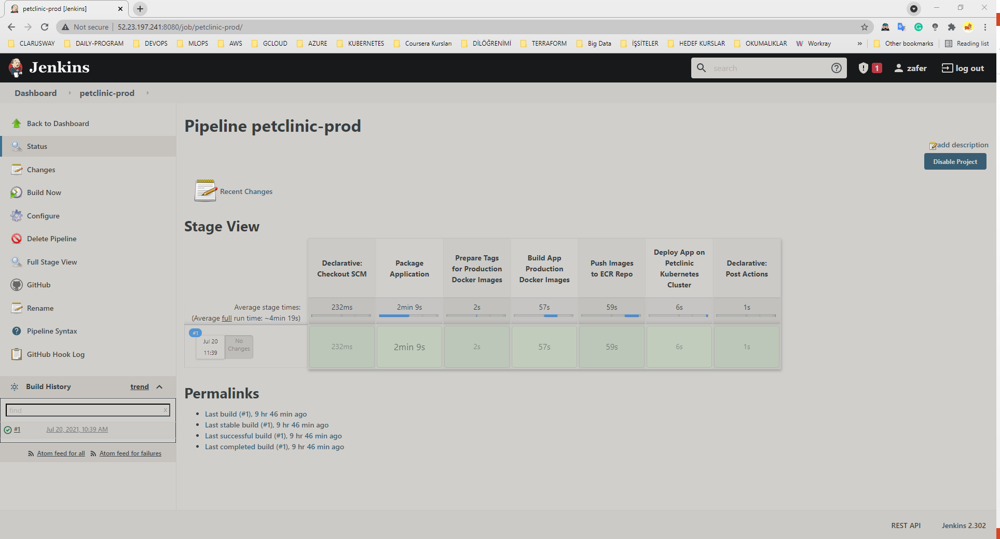 petclinic-prod [Jenkins]
Not secure 52.23.197.241:8080/job/petclinic-prod/
CLARUSWAY DAILY-PROGRAM DEVOPS MLOPS AWS GCLOUD AZURE KUBERNETES Coursera Kursları DİLÖĞRENİMİ TERRAFORM Big Data İŞSİTELER HEDEF KURSLAR OKUMALIKLAR Workray » Other bookmarks Reading list
Jenkins search 1 zafer log out
Dashboard petclinic-prod
Back to Dashboard
Status
Changes
Build Now
Configure
Delete Pipeline
Full Stage View
GitHub
Rename
Pipeline Syntax
GitHub Hook Log
Build History trend
find x
#1 Jul 20, 2021, 10:39 AM
Atom feed for all Atom feed for failures
Pipeline petclinic-prod
add description
Disable Project
Recent Changes
Stage View
Declarative:
Checkout SCM
Package
Application
Prepare Tags
for Production
Docker Images
Build App
Production
Docker Images
Push Images
to ECR Repo
Deploy App on
Petclinic
Kubernetes
Cluster
Declarative:
Post Actions
Average stage times:
(Average full run time: ~4min 19s)
232ms 2min 9s 2s 57s 59s 6s 1s
#1
Jul 20
11:39
No
Changes
232ms 2min 9s 2s 57s 59s 6s 1s
Permalinks
Last build (#1), 9 hr 46 min ago
Last stable build (#1), 9 hr 46 min ago
Last successful build (#1), 9 hr 46 min ago
Last completed build (#1), 9 hr 46 min ago
REST API Jenkins 2.302